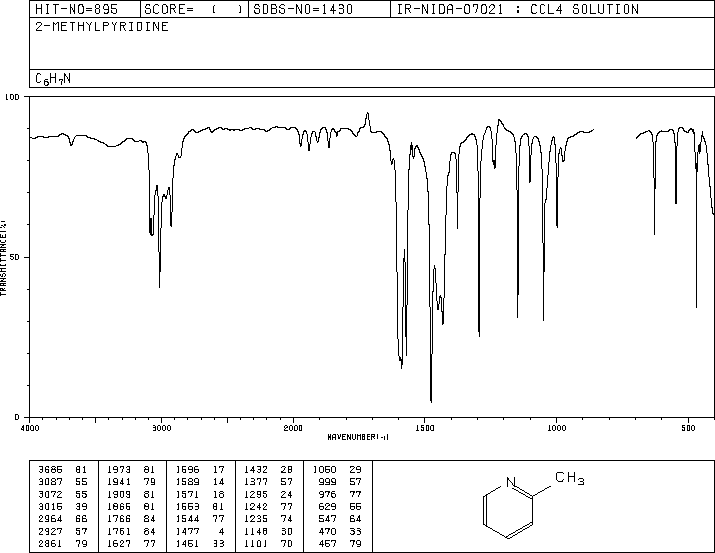 HIT-NO=895 SCORE= ( ) SDBS-NO=1430 IR-NIDA-07021 : CCL4 SOLUTION
2-METHYLPYRIDINE
C6H7N
100
50
0
TRANSMITTANCE(%)
4000 3000 2000 1500 1000 500
WAVENUMBER(-1)
3685 81 1973 81 1596 17 1432 28 1050 29
3087 55 1941 79 1589 14 1377 57 999 57
3072 55 1909 81 1571 18 1295 24 976 77
3015 39 1865 81 1553 81 1242 77 629 55
2964 66 1766 84 1544 77 1235 74 547 64
2927 57 1751 84 1477 4 1148 30 470 33
2861 79 1627 77 1451 33 1101 70 457 79
N
CH3